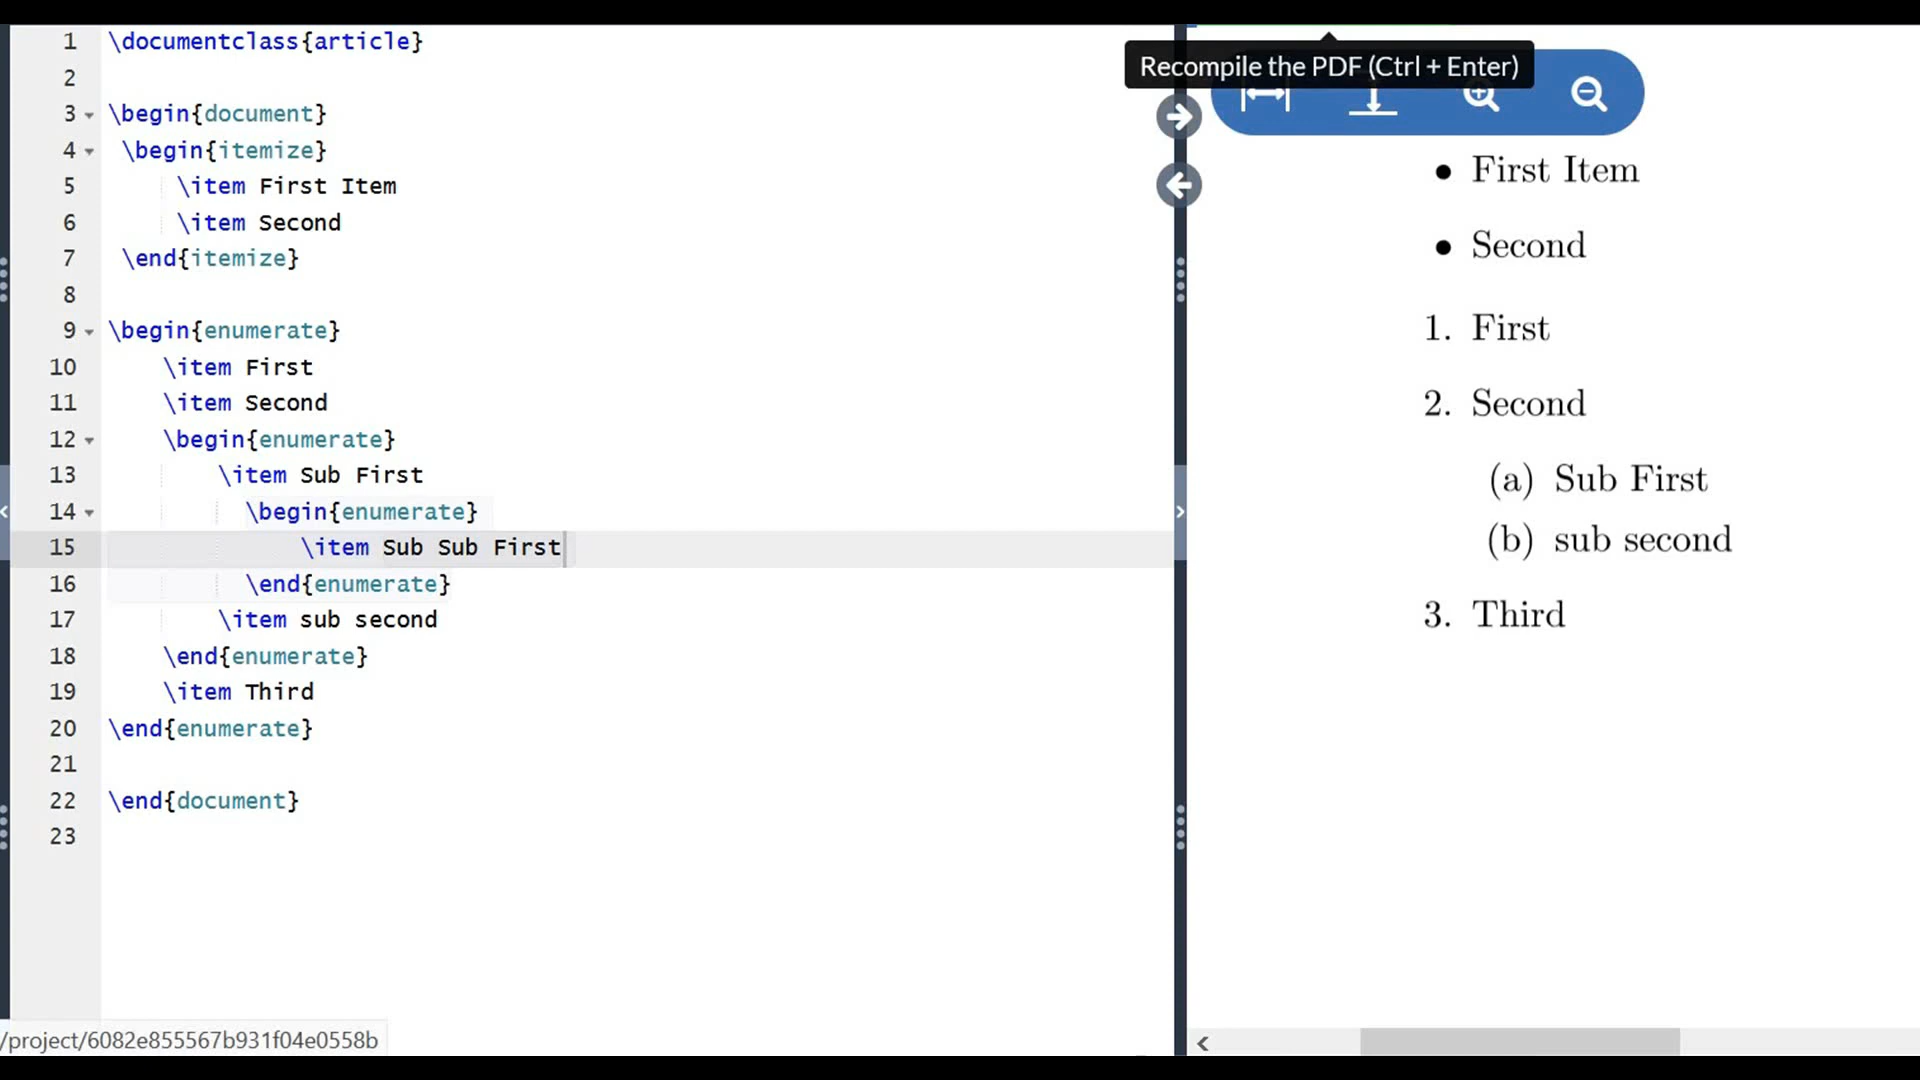 1 \documentclass{article}
2
3 \begin{document}
4 \begin{itemize}
5 \item First Item
6 \item Second
7 \end{itemize}
8
9 \begin{enumerate}
10 \item First
11 \item Second
12 \begin{enumerate}
13 \item Sub First
14 \begin{enumerate}
15 \item Sub Sub First
16 \end{enumerate}
17 \item sub second
18 \end{enumerate}
19 \item Third
20 \end{enumerate}
21
22 \end{document}
23
/project/6082e855567b931f04e0558b
Recompile the PDF (Ctrl + Enter)
• First Item
• Second
1. First
2. Second
(a) Sub First
(b) sub second
3. Third